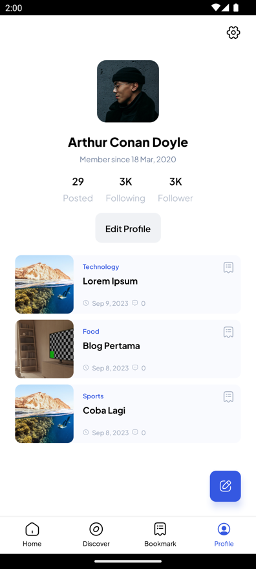 2:00
Arthur Conan Doyle
Member since 18 Mar, 2020
29 3K 3K
Posted Following Follower
Edit Profile
Technology
Lorem Ipsum
Sep 9, 2023 0
Food
Blog Pertama
Sep 8, 2023 0
Sports
Coba Lagi
Sep 8, 2023 0
Home Discover Bookmark Profile